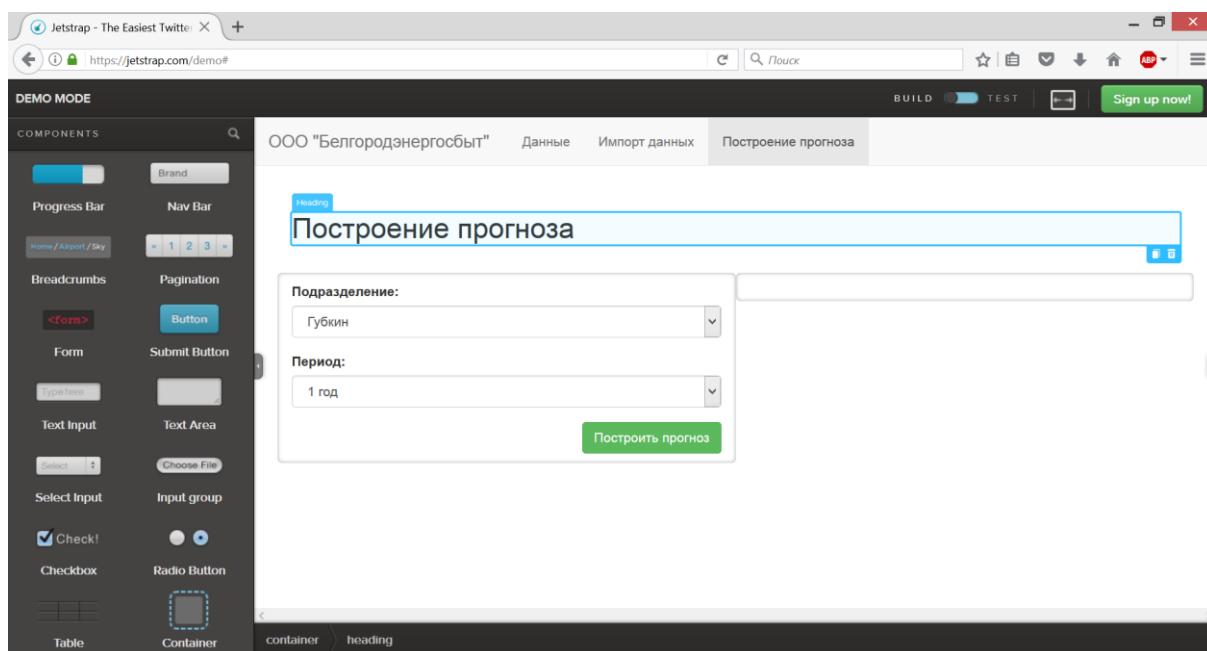 Jetstrap - The Easiest Twitter
https://jetstrap.com/demo#
Поиск
ABP
DEMO MODE
BUILD TEST
Sign up now!
COMPONENTS
ООО "Белгородэнергосбыт" Данные Импорт данных Построение прогноза
Brand
Progress Bar Nav Bar
Heading
Построение прогноза
Home / Airport / Sky « 1 2 3 »
Breadcrumbs Pagination
Подразделение:
Губкин
<form> Button
Form Submit Button
Период:
1 год
Type here
Text Input Text Area
Построить прогноз
Select Choose File
Select Input Input group
Check!
Checkbox Radio Button
Table Container
container heading